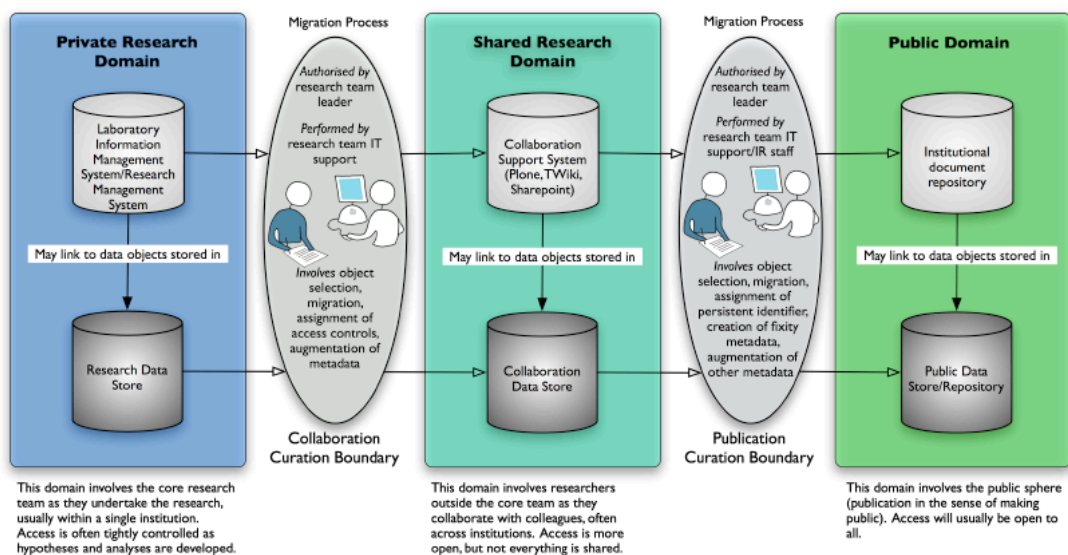 Private Research
Domain
Laboratory
Information
Management
System/Research
Management
System
May link to data objects stored in
Research Data
Store
This domain involves the core research
team as they undertake the research,
usually within a single institution.
Access is often tightly controlled as
hypotheses and analyses are developed.
Migration Process
Authorised by
research team
leader
Performed by
research team IT
support
Involves object
selection,
migration,
assignment of
access controls,
augmentation of
metadata
Collaboration
Curation Boundary
Shared Research
Domain
Collaboration
Support System
(Plone, TWiki,
Sharepoint)
May link to data objects stored in
Collaboration
Data Store
This domain involves researchers
outside the core team as they
collaborate with colleagues, often
across institutions. Access is more
open, but not everything is shared.
Migration Process
Authorised by
research team
leader
Performed by
research team IT
support/IR staff
Involves object
selection, migration,
assignment of
persistent identifier,
creation of fixity
metadata,
augmentation of
other metadata
Publication
Curation Boundary
Public Domain
Institutional
document
repository
May link to data objects stored in
Public Data
Store/Repository
This domain involves the public sphere
(publication in the sense of making
public). Access will usually be open to
all.